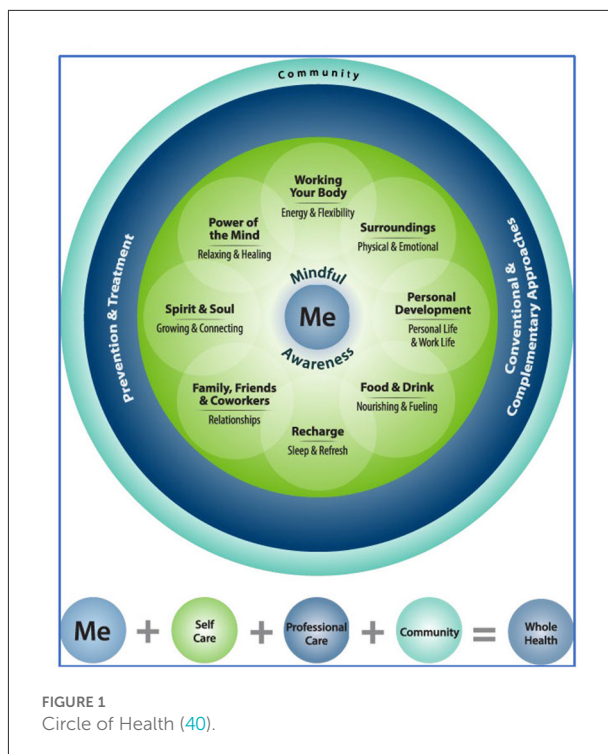 Community
Working
Your Body
Energy & Flexibility
Power of
the Mind
Relaxing & Healing
Surroundings
Physical & Emotional
Mindful
Me
Awareness
Spirit & Soul
Growing & Connecting
Personal
Development
Personal Life
& Work Life
Family, Friends
& Coworkers
Relationships
Food & Drink
Nourishing & Fueling
Recharge
Sleep & Refresh
Prevention & Treatment
Conventional &
Complementary Approaches
Me + Self Care + Professional Care + Community = Whole Health
FIGURE 1
Circle of Health (40).